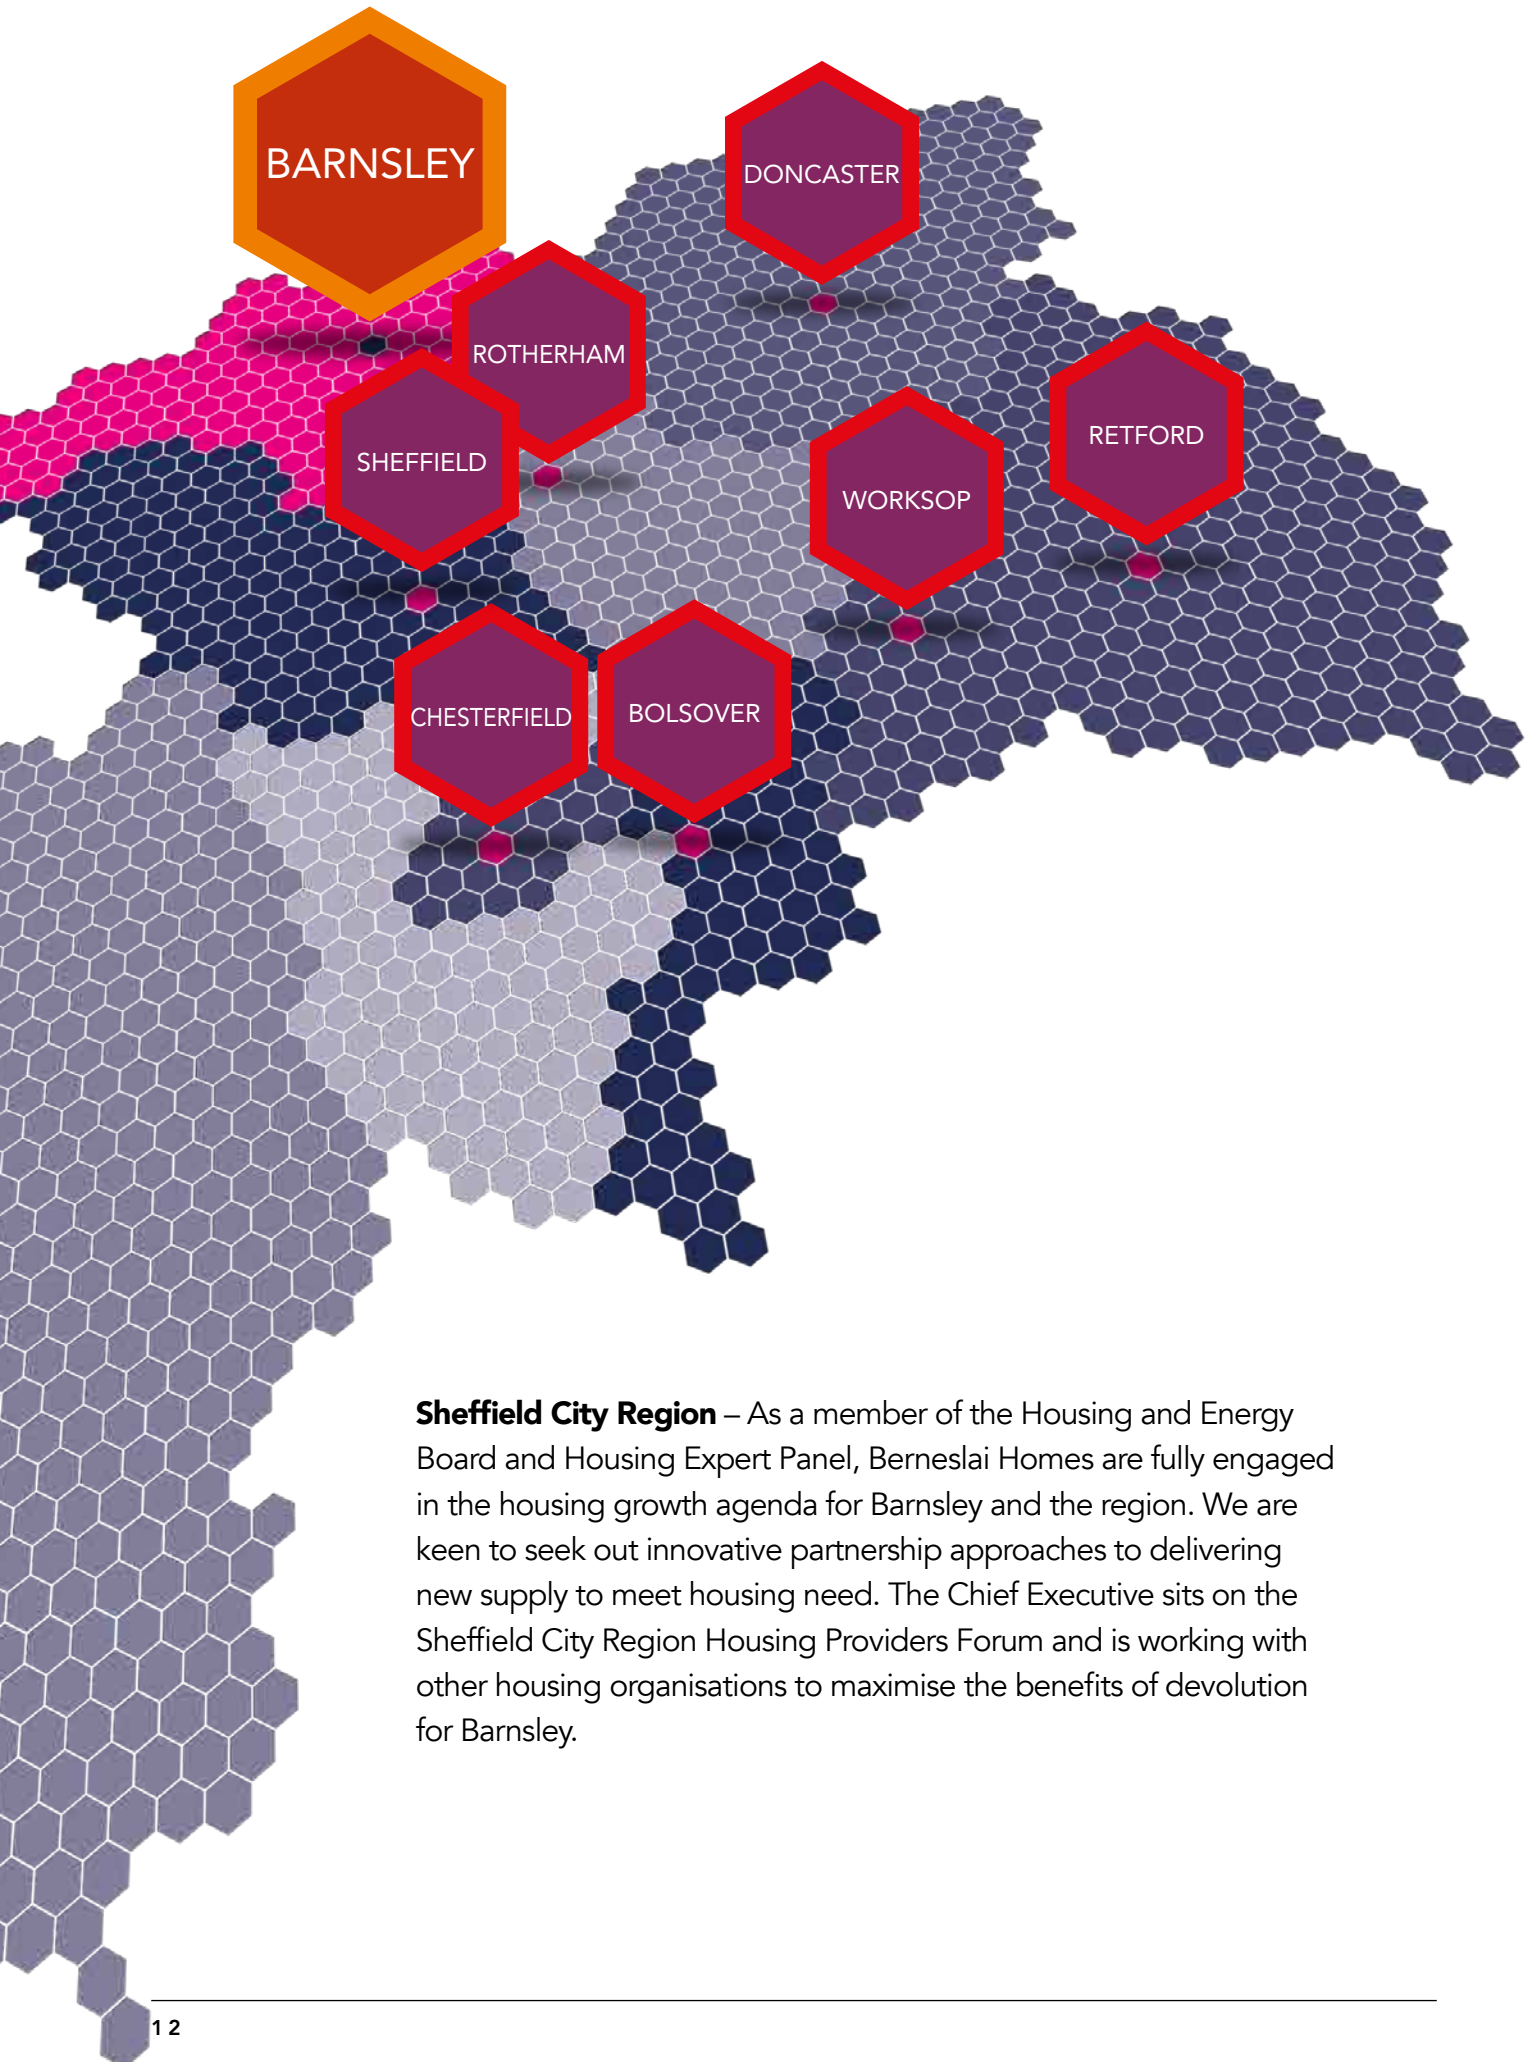 BARNSLEY
DONCASTER
ROTHERHAM
RETFORD
SHEFFIELD
WORKSOP
CHESTERFIELD
BOLSOVER
Sheffield City Region – As a member of the Housing and Energy
Board and Housing Expert Panel, Berneslai Homes are fully engaged
in the housing growth agenda for Barnsley and the region. We are
keen to seek out innovative partnership approaches to delivering
new supply to meet housing need. The Chief Executive sits on the
Sheffield City Region Housing Providers Forum and is working with
other housing organisations to maximise the benefits of devolution
for Barnsley.
12